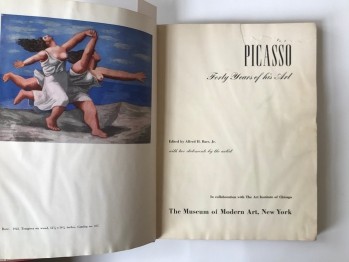 PICASSO
Forty Years of his Art
Edited by Alfred H. Barr, Jr.
with two statements by the artist
In collaboration with The Art Institute of Chicago
The Museum of Modern Art, New York